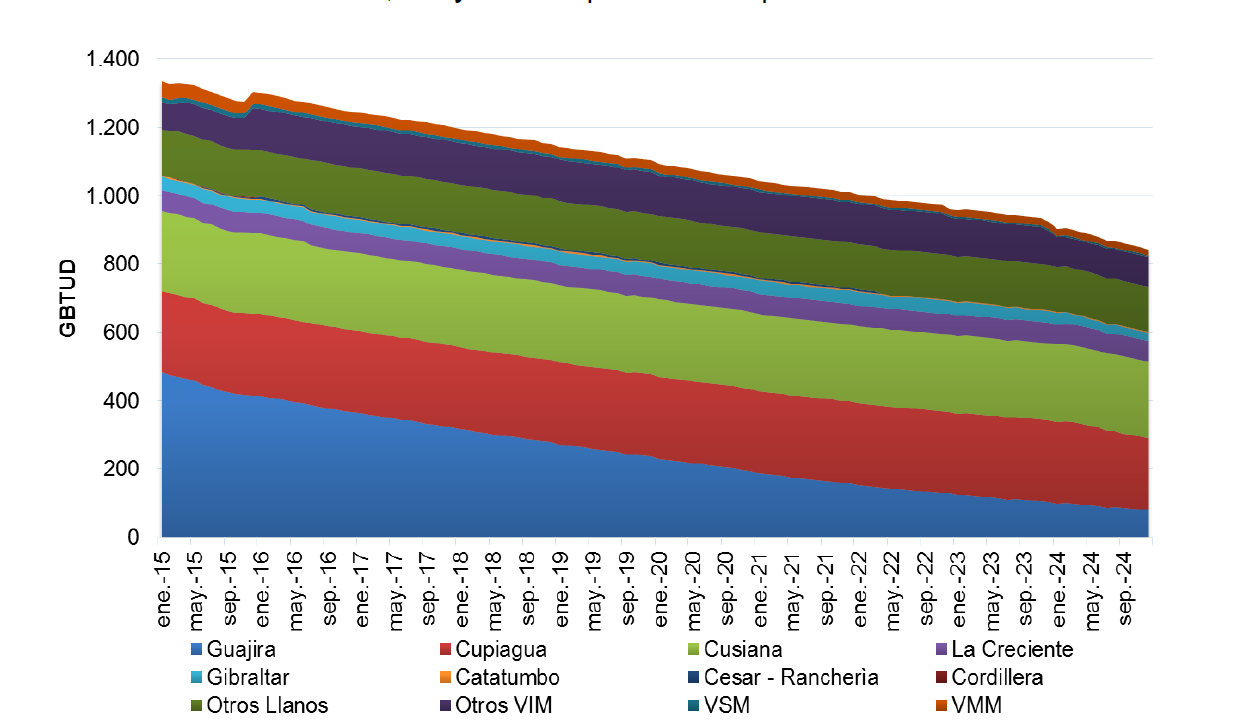 1.400
1.200
1.000
800
600
400
200
0
GBTUD
ene.-15 may.-15 sep.-15 ene.-16 may.-16 sep.-16 ene.-17 may.-17 sep.-17 ene.-18 may.-18 sep.-18 ene.-19 may.-19 sep.-19 ene.-20 may.-20 sep.-20 ene.-21 may.-21 sep.-21 ene.-22 may.-22 sep.-22 ene.-23 may.-23 sep.-23 ene.-24 may.-24 sep.-24
Guajira Cupiagua Cusiana La Creciente
Gibraltar Catatumbo Cesar - Rancherìa Cordillera
Otros Llanos Otros VIM VSM VMM